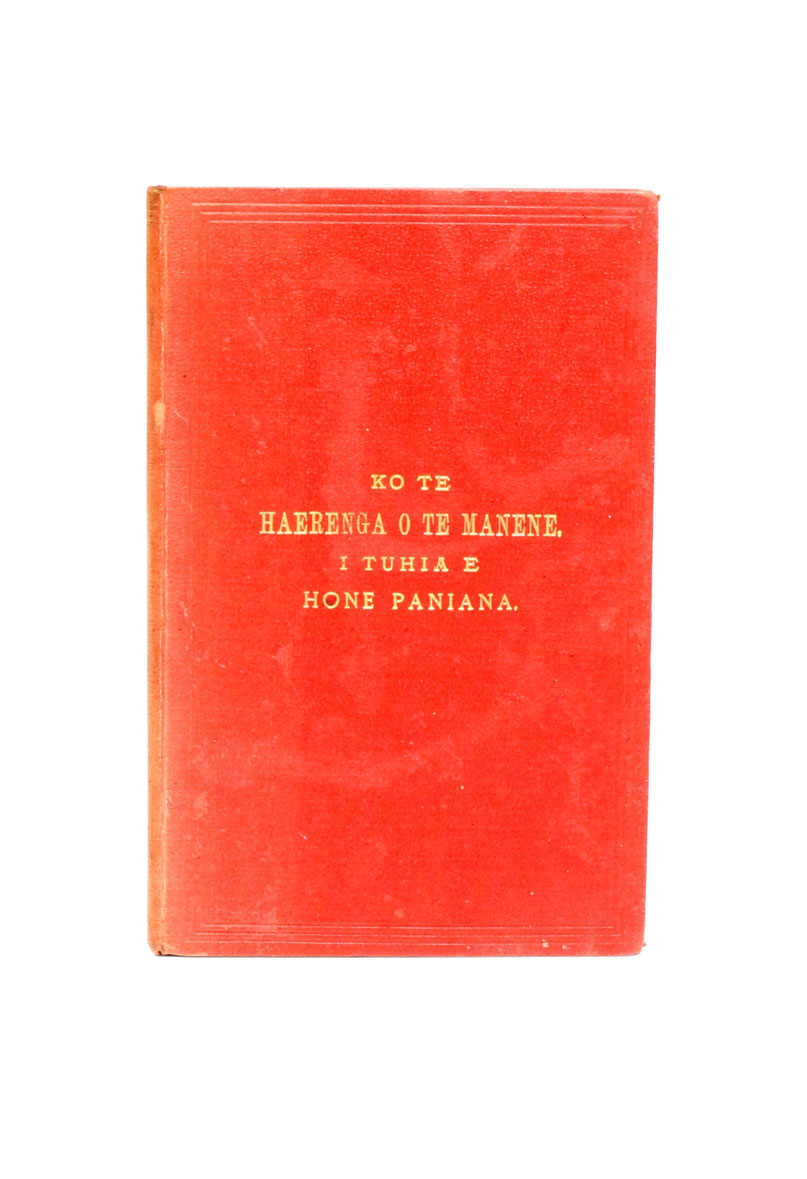 KO TE
HAERENGA O TE MANENE.
I TUHIA E
HONE PANIANA.